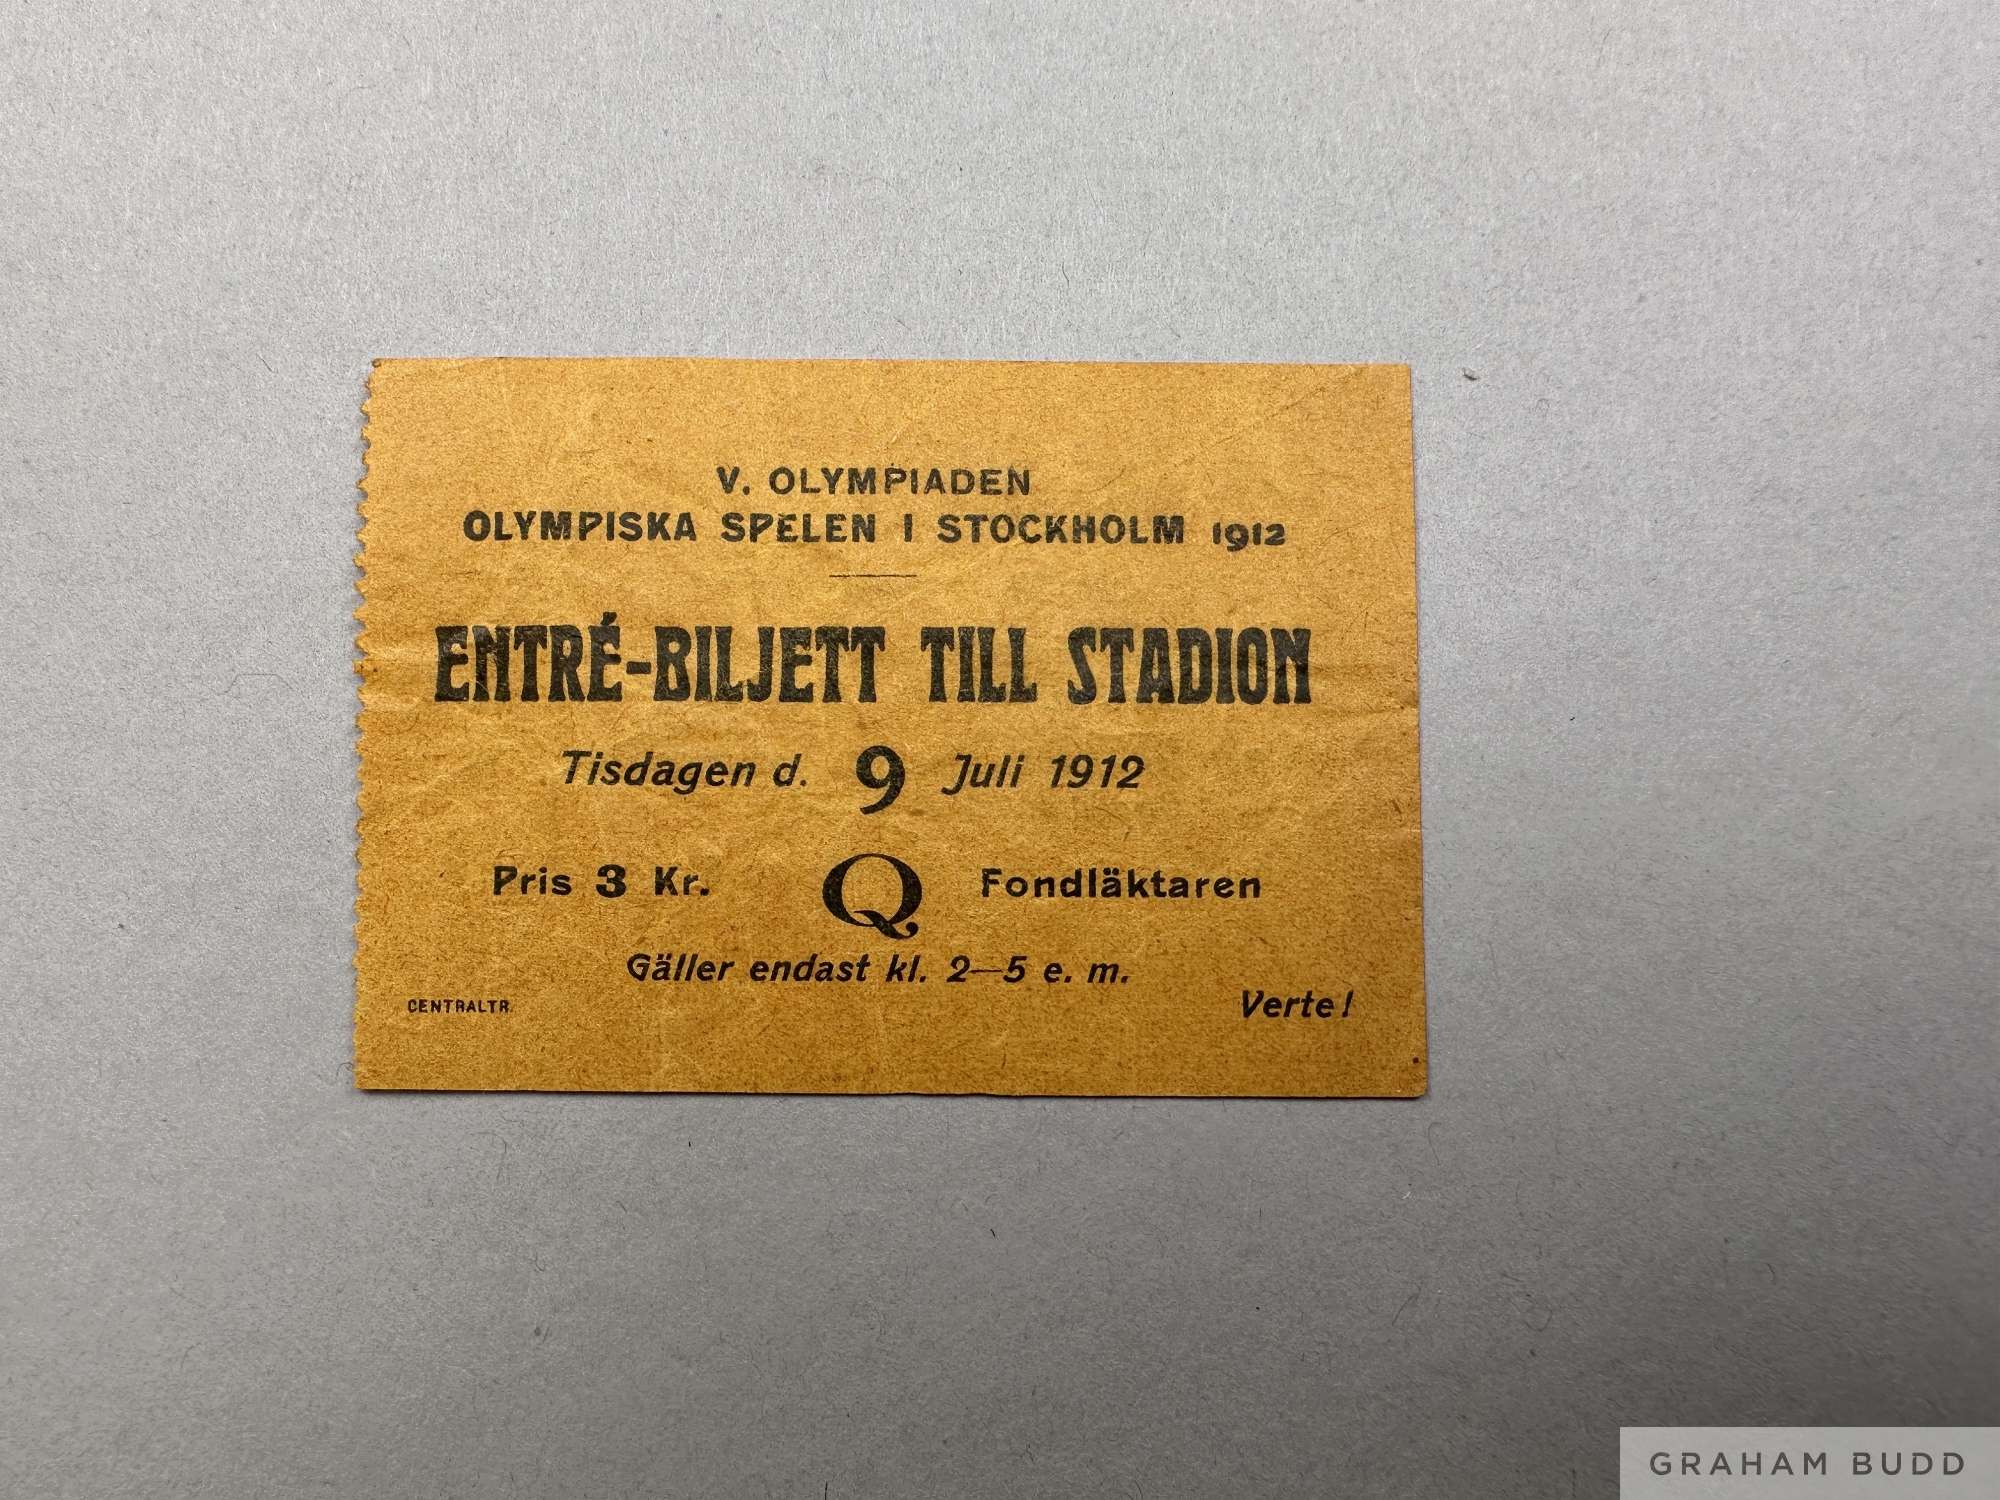 V. OLYMPIADEN
OLYMPISKA SPELEN I STOCKHOLM 1912
ENTRÉ-BILJETT TILL STADION
Tisdagen d. 9 Juli 1912
Pris 3 Kr. Q Fondläktaren
Gäller endast kl. 2—5 e. m.
CENTRALTR. Verte!
GRAHAM BUDD